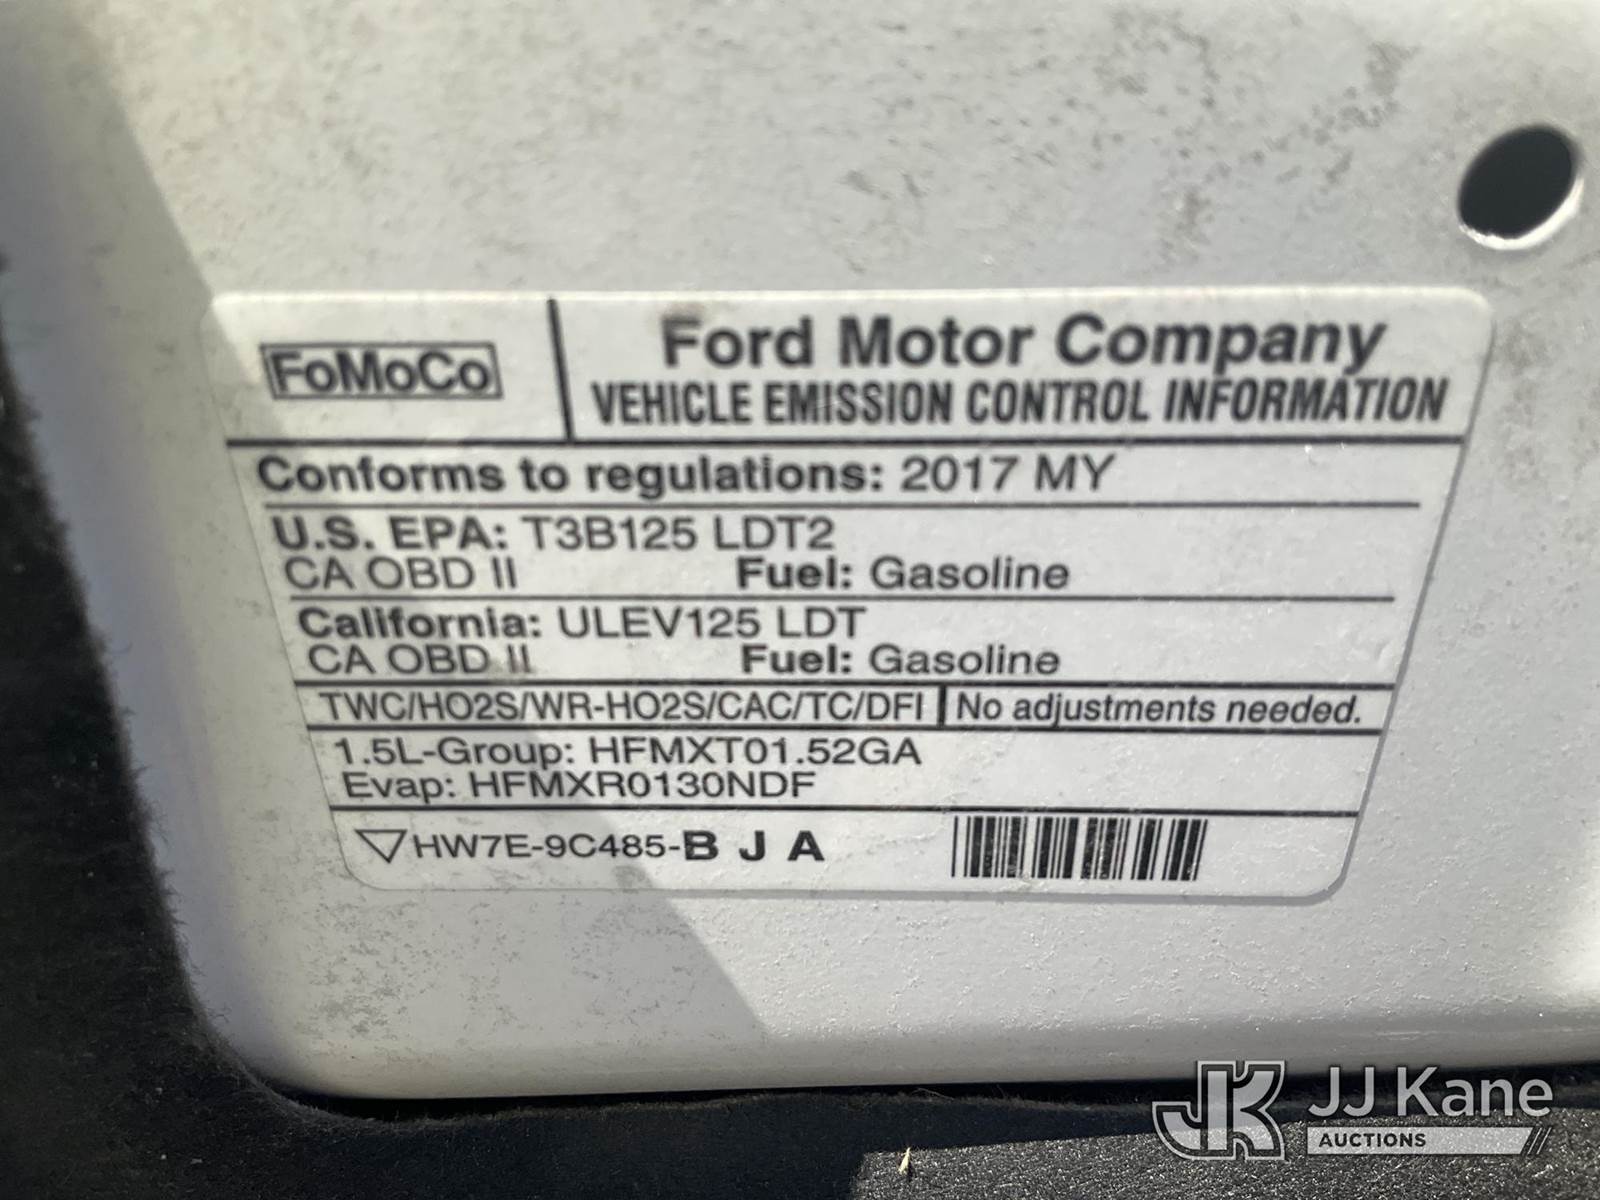 FoMoCo
Ford Motor Company
VEHICLE EMISSION CONTROL INFORMATION
Conforms to regulations: 2017 MY
U.S. EPA: T3B125 LDT2
CA OBD II Fuel: Gasoline
California: ULEV125 LDT
CA OBD II Fuel: Gasoline
TWC/HO2S/WR-HO2S/CAC/TC/DFI No adjustments needed.
1.5L-Group: HFMXT01.52GA
Evap: HFMXR0130NDF
HW7E-9C485-B J A
JK JJ Kane
AUCTIONS